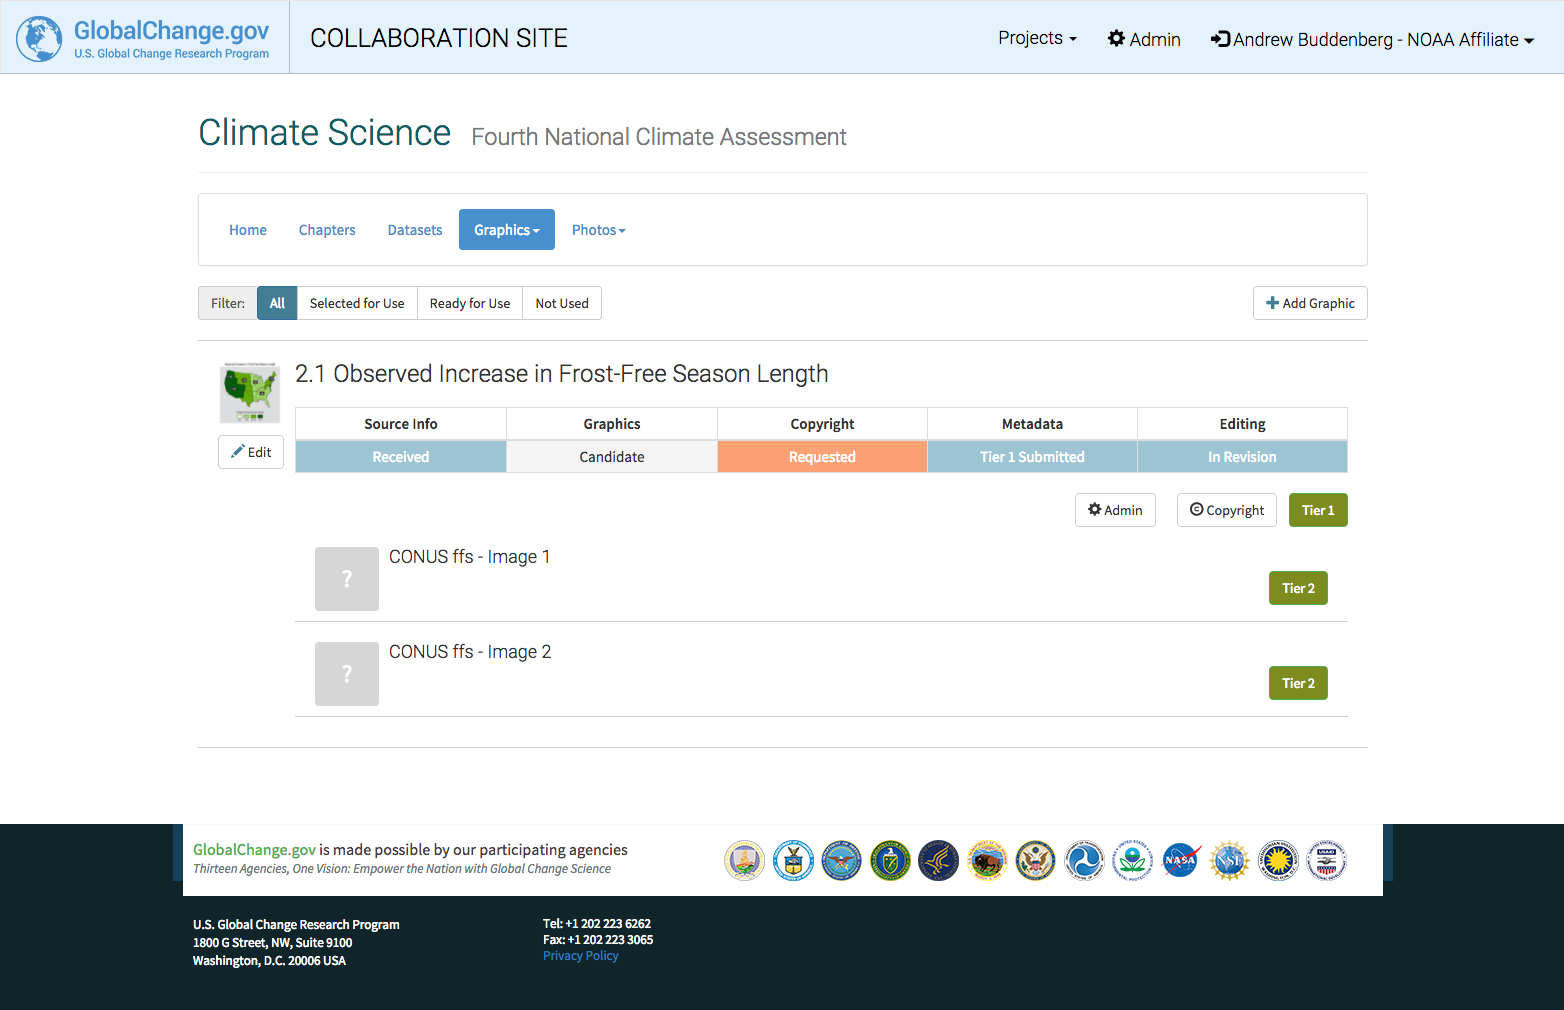 GlobalChange.gov
U.S. Global Change Research Program
COLLABORATION SITE
Projects
Admin
Andrew Buddenberg - NOAA Affiliate
Climate Science Fourth National Climate Assessment
Home Chapters Datasets Graphics Photos
Filter: All Selected for Use Ready for Use Not Used
Add Graphic
2.1 Observed Increase in Frost-Free Season Length
Edit
Source Info Graphics Copyright Metadata Editing
Received Candidate Requested Tier 1 Submitted In Revision
Admin © Copyright Tier 1
?
CONUS ffs - Image 1
Tier 2
?
CONUS ffs - Image 2
Tier 2
GlobalChange.gov is made possible by our participating agencies
Thirteen Agencies, One Vision: Empower the Nation with Global Change Science
NASA
NSF
USAID
U.S. Global Change Research Program
1800 G Street, NW, Suite 9100
Washington, D.C. 20006 USA
Tel: +1 202 223 6262
Fax: +1 202 223 3065
Privacy Policy